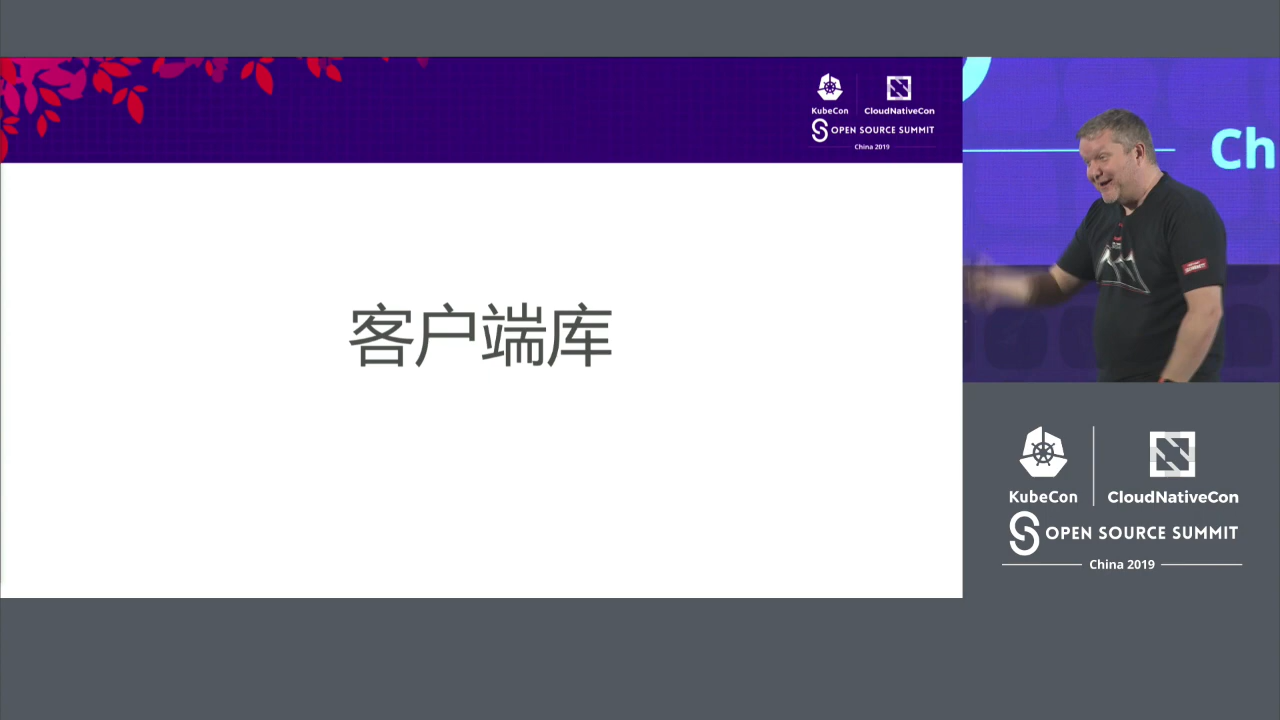 KubeCon
CloudNativeCon
OPEN SOURCE SUMMIT
China 2019
客户端库
Ch
KubeCon
CloudNativeCon
OPEN SOURCE SUMMIT
China 2019